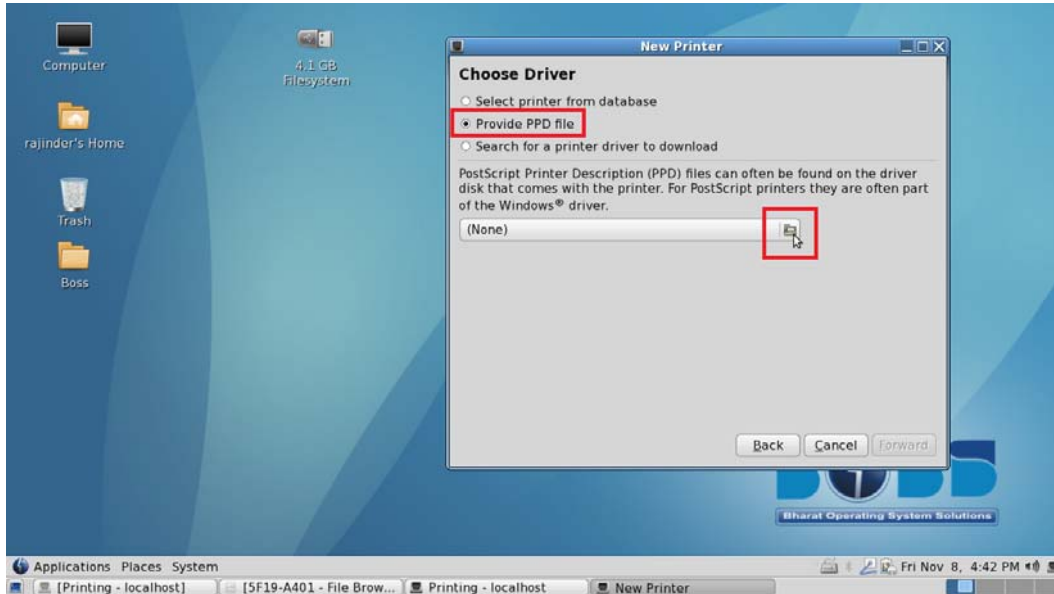 Computer
4.1 GB
Filesystem
rajinder's Home
Trash
Boss
New Printer
Choose Driver
Select printer from database
Provide PPD file
Search for a printer driver to download
PostScript Printer Description (PPD) files can often be found on the driver
disk that comes with the printer. For PostScript printers they are often part
of the Windows® driver.
(None)
Back Cancel Forward
Bharat Operating System Solutions
Applications Places System
Fri Nov 8, 4:42 PM
[Printing - localhost] [5F19-A401 - File Brow... Printing - localhost New Printer